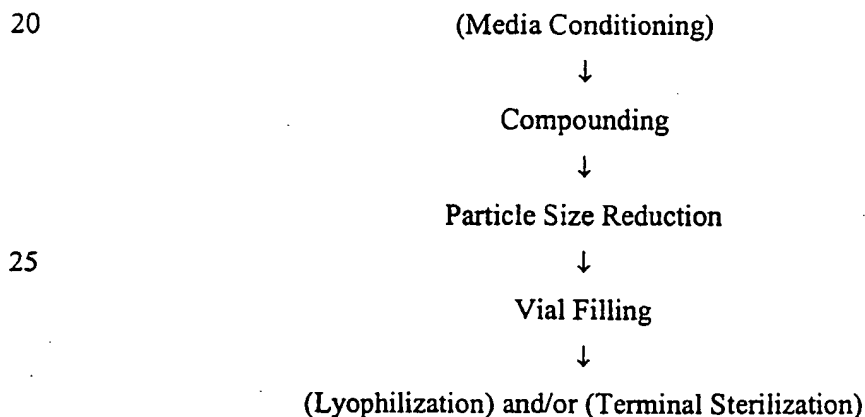 20 (Media Conditioning)
↓
Compounding
↓
Particle Size Reduction
25 ↓
Vial Filling
↓
(Lyophilization) and/or (Terminal Sterilization)